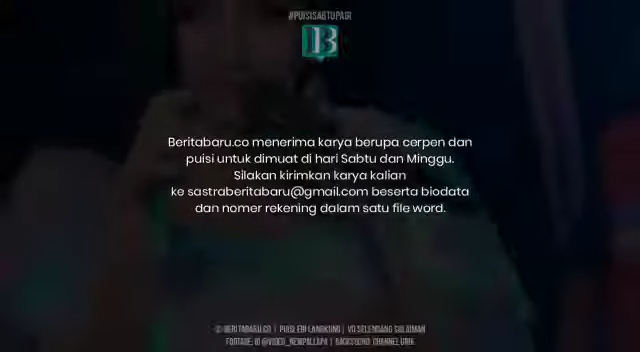 #PUISISABTUPAGI
B
Beritabaru.co menerima karya berupa cerpen dan
puisi untuk dimuat di hari Sabtu dan Minggu.
Silakan kirimkan karya kalian
ke sastraberitabaru@gmail.com beserta biodata
dan nomer rekening dalam satu file word.
© BERITABARU.CO | PUISI EBI LANGKUNG | VO SELENDANG SULAIMAN
FOOTAGE: IG @VIDEO_NEWPALLAPA | BACKSOUND: CHANNEL